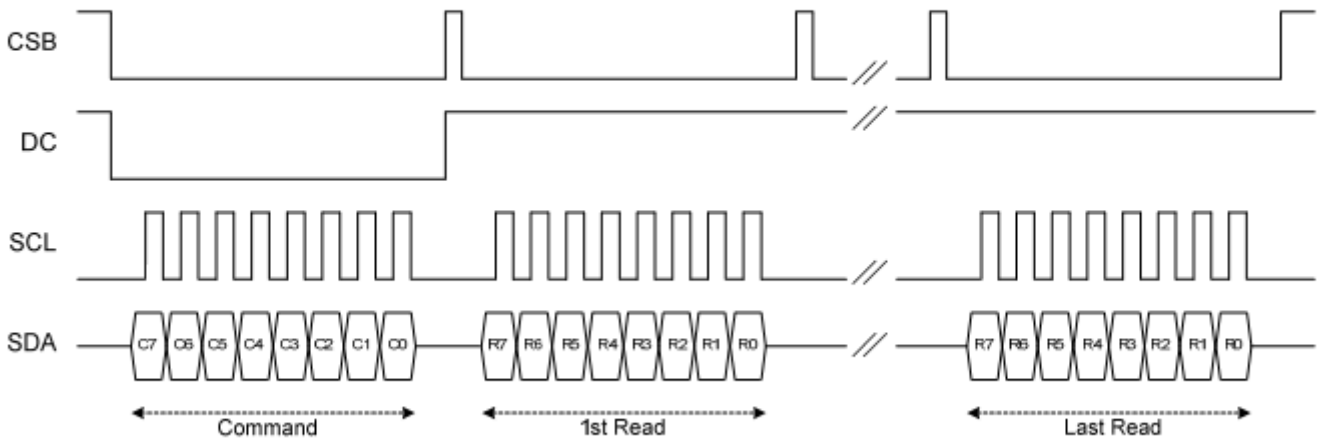 CSB
DC
SCL
SDA C7 C6 C5 C4 C3 C2 C1 C0 R7 R6 R5 R4 R3 R2 R1 R0 R7 R6 R5 R4 R3 R2 R1 R0
Command 1st Read Last Read